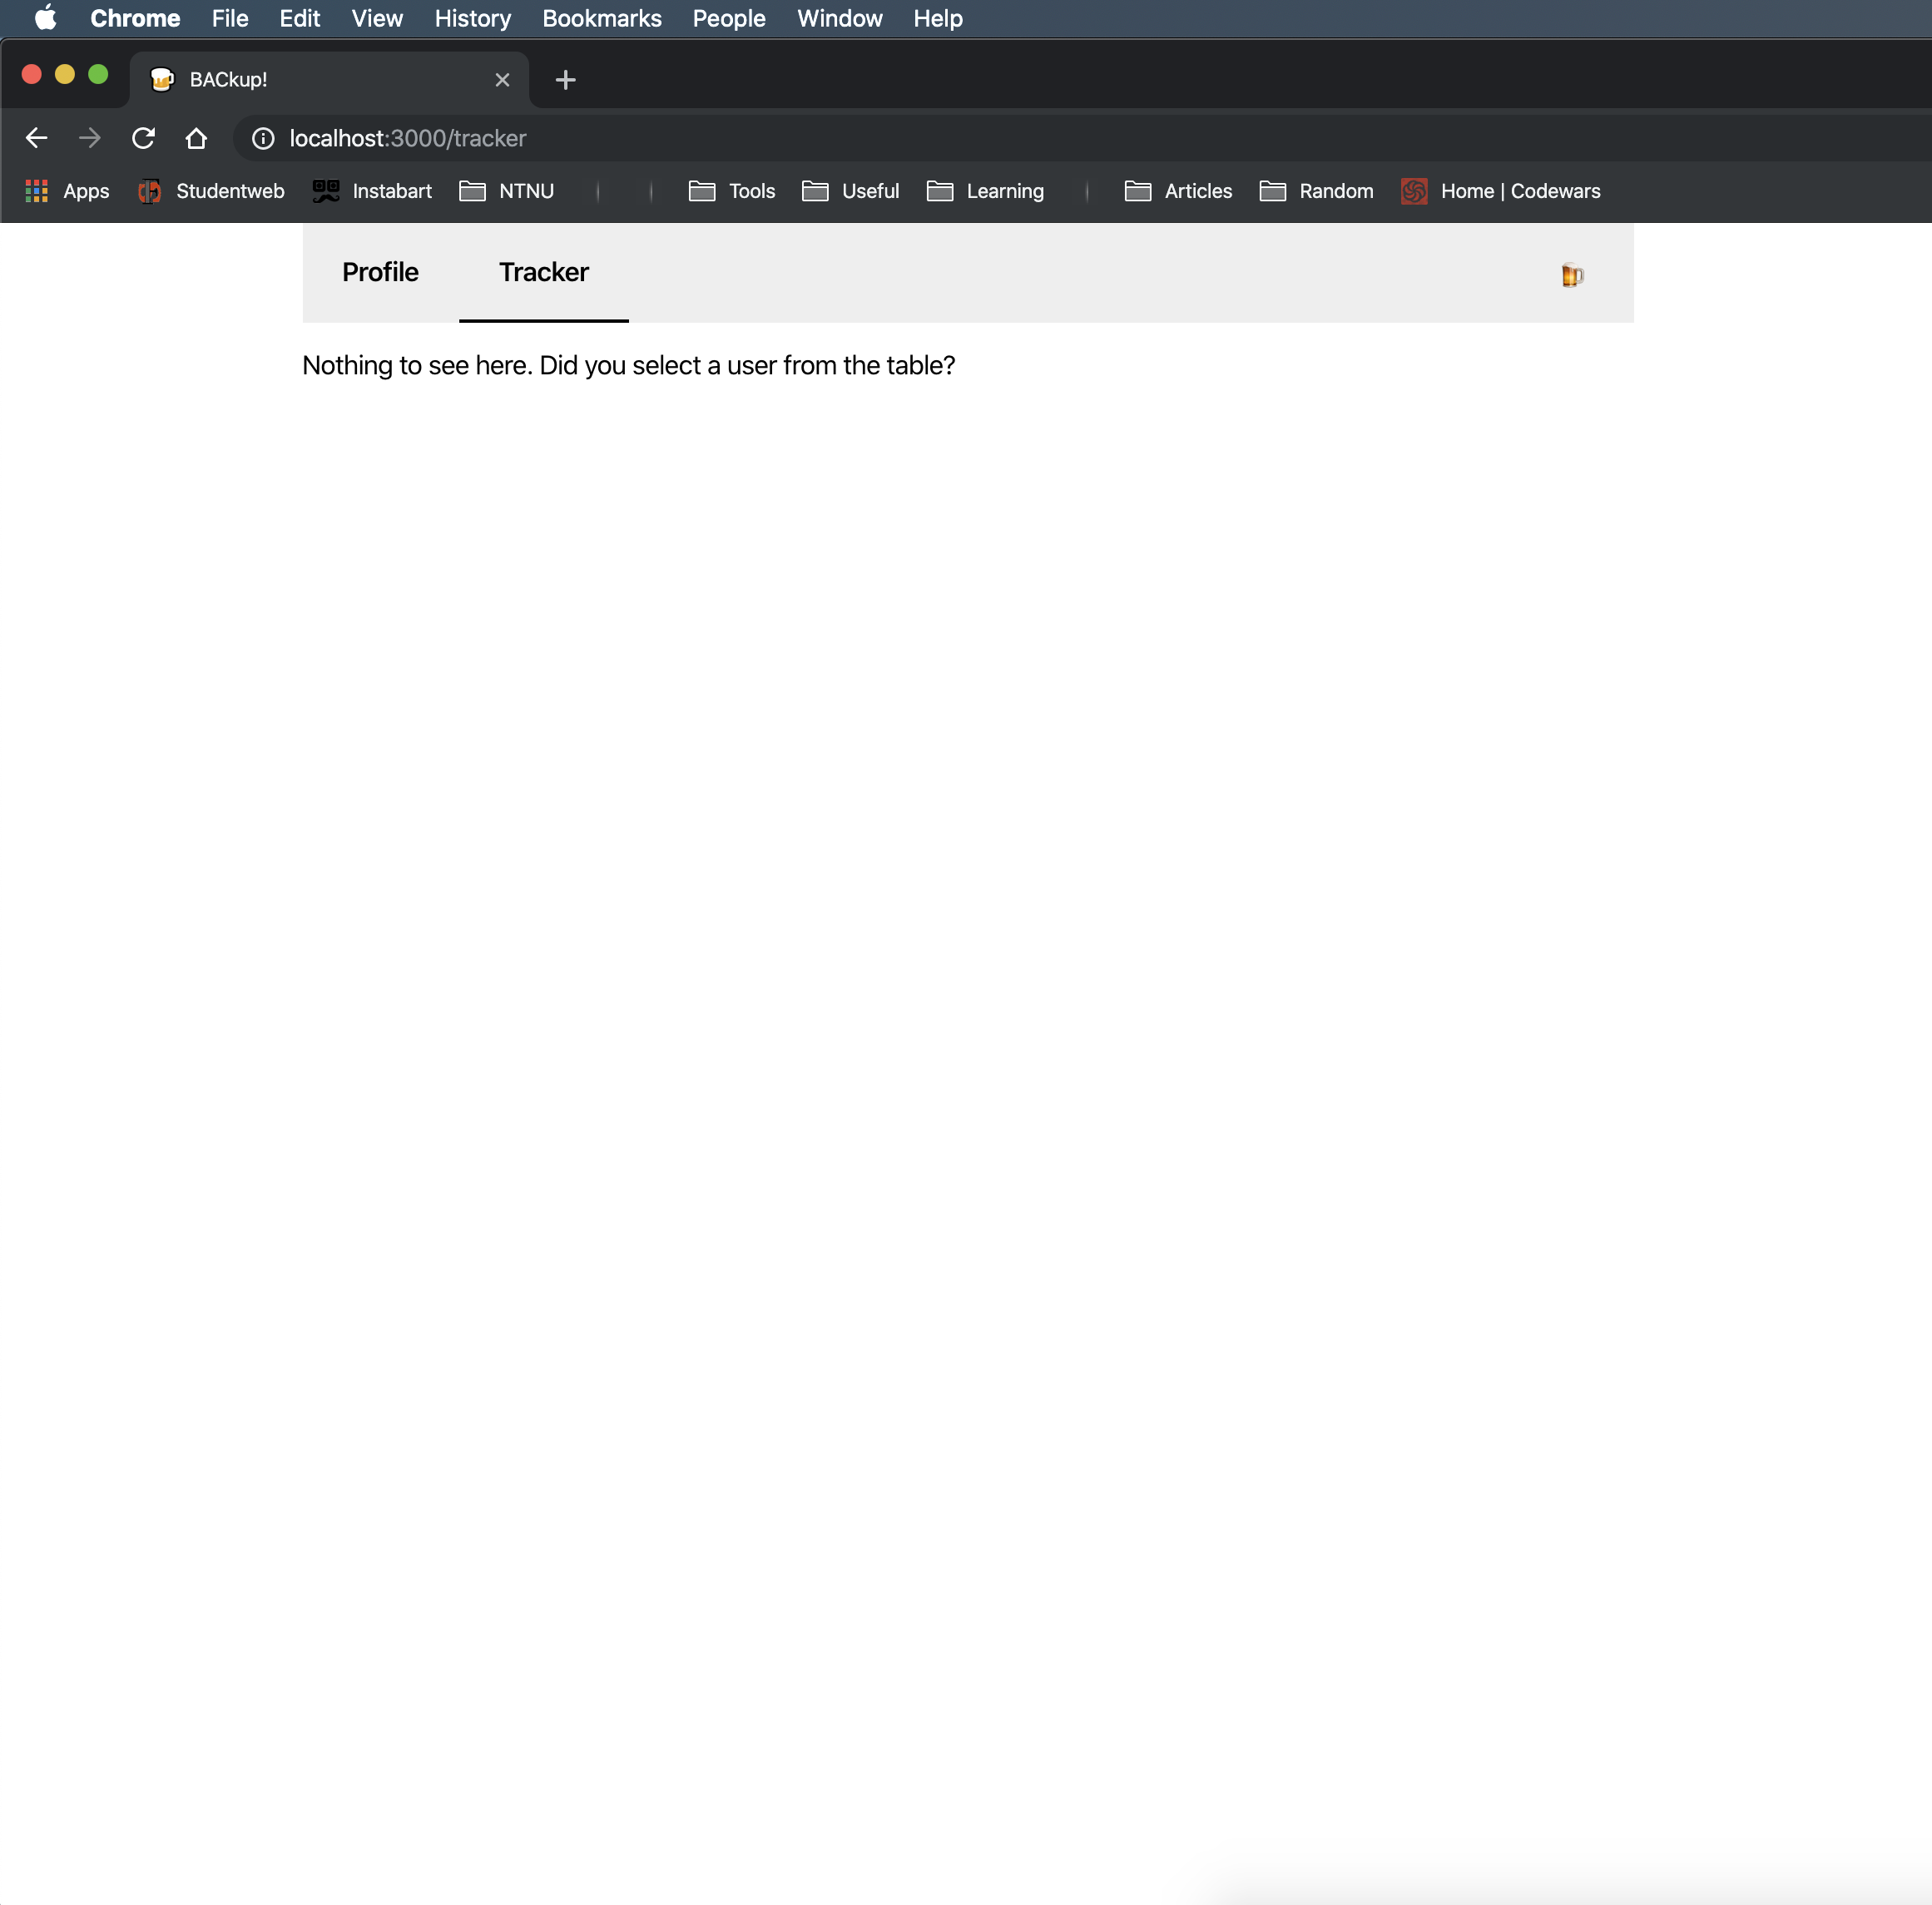 Chrome File Edit View History Bookmarks People Window Help
BACkup!
localhost:3000/tracker
Apps Studentweb Instabart NTNU Tools Useful Learning Articles Random Home | Codewars
Profile Tracker
Nothing to see here. Did you select a user from the table?